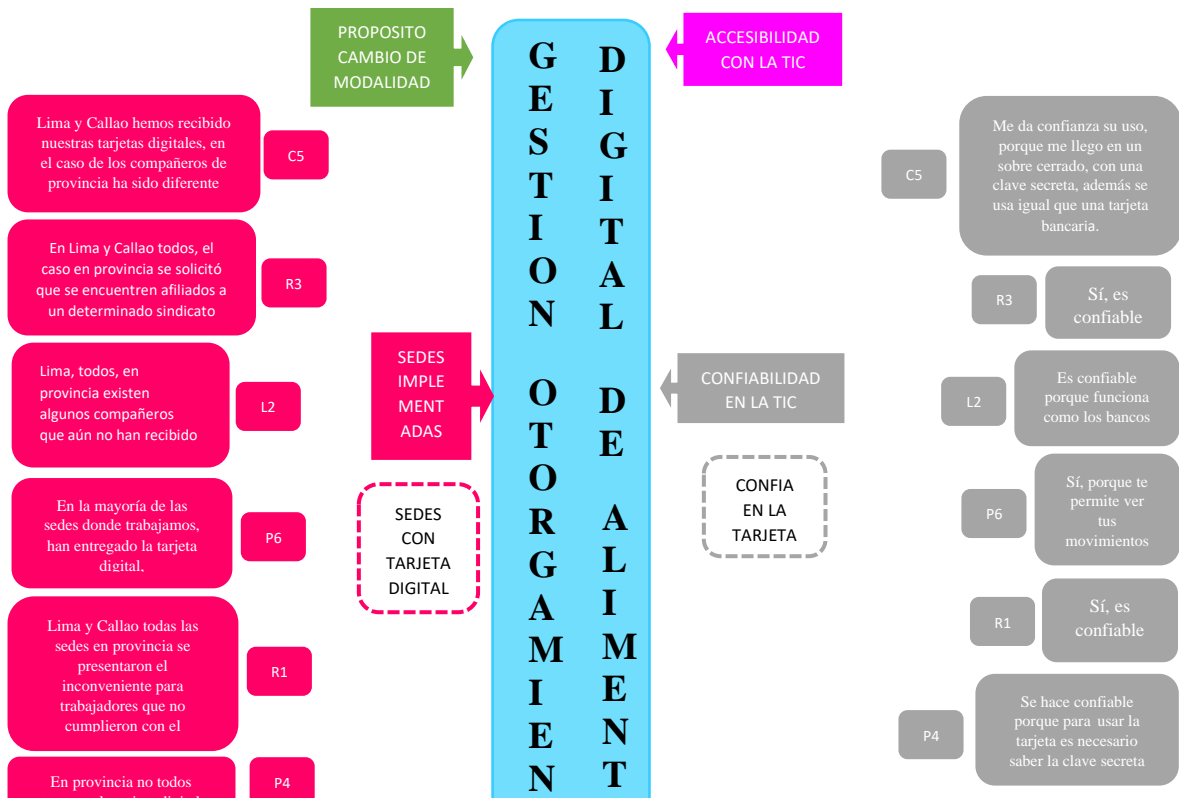 PROPOSITO
CAMBIO DE
MODALIDAD
ACCESIBILIDAD
CON LA TIC
GESTION OTORGAMIEN
DIGITAL DE ALIMENT
Lima y Callao hemos recibido
nuestras tarjetas digitales, en
el caso de los compañeros de
provincia ha sido diferente
C5
En Lima y Callao todos, el
caso en provincia se solicitó
que se encuentren afiliados a
un determinado sindicato
R3
Lima, todos, en
provincia existen
algunos compañeros
que aún no han recibido
L2
En la mayoría de las
sedes donde trabajamos,
han entregado la tarjeta
digital,
P6
Lima y Callao todas las
sedes en provincia se
presentaron el
inconveniente para
trabajadores que no
cumplieron con el
R1
En provincia no todos
P4
SEDES
IMPLE
MENT
ADAS
SEDES
CON
TARJETA
DIGITAL
CONFIABILIDAD
EN LA TIC
CONFIA
EN LA
TARJETA
C5
Me da confianza su uso,
porque me llego en un
sobre cerrado, con una
clave secreta, además se
usa igual que una tarjeta
bancaria.
R3
Sí, es
confiable
L2
Es confiable
porque funciona
como los bancos
P6
Sí, porque te
permite ver
tus
movimientos
R1
Sí, es
confiable
P4
Se hace confiable
porque para usar la
tarjeta es necesario
saber la clave secreta